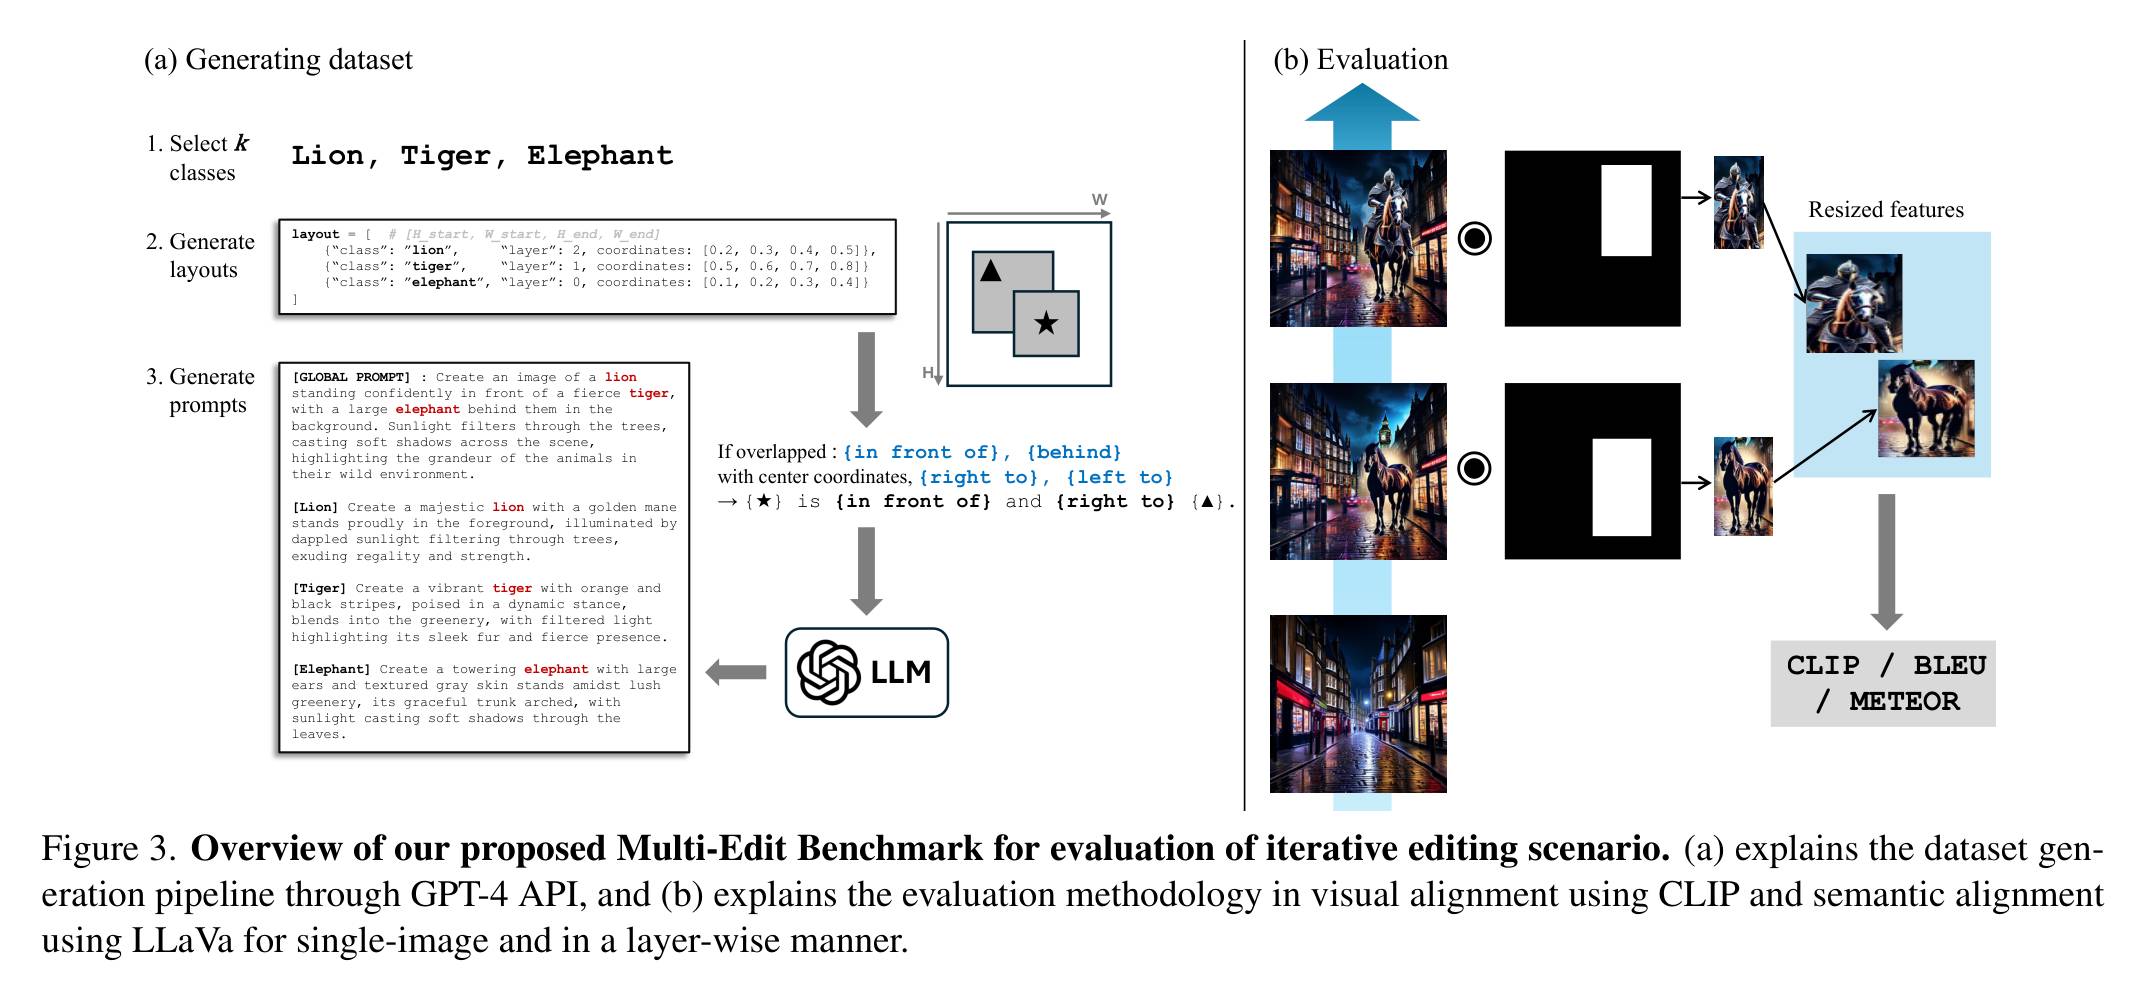 (a) Generating dataset
1. Select k
classes
Lion, Tiger, Elephant
2. Generate
layouts
layout = [ # [H_start, W_start, H_end, W_end]
{“class”: ”lion”, “layer”: 2, coordinates: [0.2, 0.3, 0.4, 0.5]},
{“class”: ”tiger”, “layer”: 1, coordinates: [0.5, 0.6, 0.7, 0.8]}
{“class”: ”elephant”, “layer”: 0, coordinates: [0.1, 0.2, 0.3, 0.4]}
]
W
H
▲
★
3. Generate
prompts
[GLOBAL PROMPT] : Create an image of a lion
standing confidently in front of a fierce tiger,
with a large elephant behind them in the
background. Sunlight filters through the trees,
casting soft shadows across the scene,
highlighting the grandeur of the animals in
their wild environment.
[Lion] Create a majestic lion with a golden mane
stands proudly in the foreground, illuminated by
dappled sunlight filtering through trees,
exuding regality and strength.
[Tiger] Create a vibrant tiger with orange and
black stripes, poised in a dynamic stance,
blends into the greenery, with filtered light
highlighting its sleek fur and fierce presence.
[Elephant] Create a towering elephant with large
ears and textured gray skin stands amidst lush
greenery, its graceful trunk arched, with
sunlight casting soft shadows through the
leaves.
If overlapped : {in front of}, {behind}
with center coordinates, {right to}, {left to}
→ {★} is {in front of} and {right to} {▲}.
LLM
(b) Evaluation
Resized features
CLIP / BLEU
/ METEOR
Figure 3. Overview of our proposed Multi-Edit Benchmark for evaluation of iterative editing scenario. (a) explains the dataset gen-
eration pipeline through GPT-4 API, and (b) explains the evaluation methodology in visual alignment using CLIP and semantic alignment
using LLaVa for single-image and in a layer-wise manner.